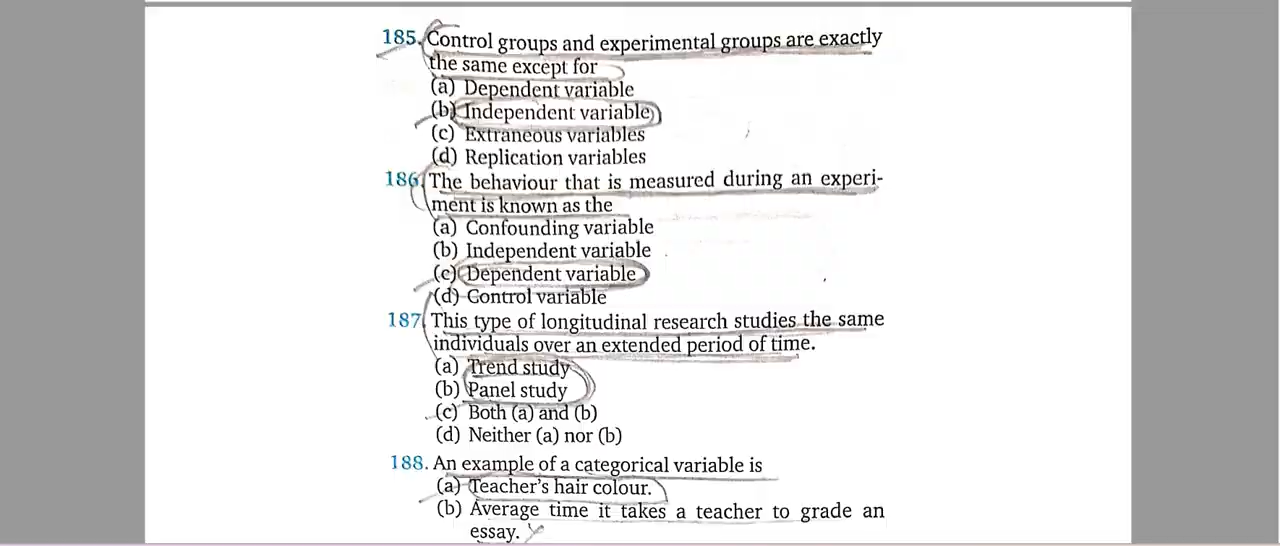 185. Control groups and experimental groups are exactly
the same except for
(a) Dependent variable
(b) Independent variable
(c) Extraneous variables
(d) Replication variables
186. The behaviour that is measured during an experi-
ment is known as the
(a) Confounding variable
(b) Independent variable
(c) Dependent variable
(d) Control variable
187. This type of longitudinal research studies the same
individuals over an extended period of time.
(a) Trend study
(b) Panel study
(c) Both (a) and (b)
(d) Neither (a) nor (b)
188. An example of a categorical variable is
(a) Teacher's hair colour.
(b) Average time it takes a teacher to grade an
essay.